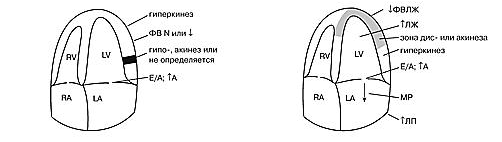 гиперкинез
ФВ N или ↓
гипо-, акинез или
не определяется
Е/А; ↑А
RV
LV
RA
LA
↓ФВЛЖ
↑ЛЖ
зона дис- или акинеза
гиперкинез
Е/А; ↑А
МР
↑ЛП
RV
LV
RA
LA